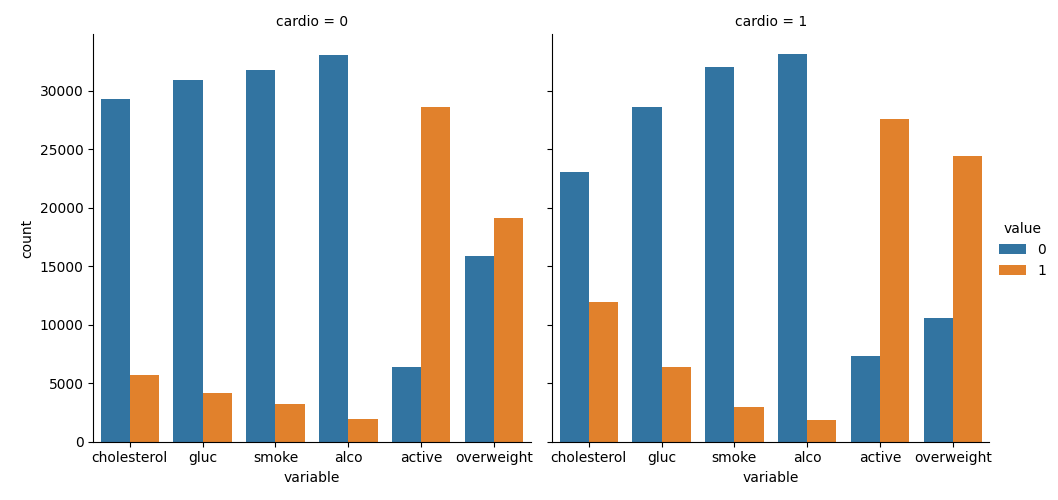 cardio = 0
cardio = 1
count
30000
25000
20000
15000
10000
5000
0
cholesterol gluc smoke alco active overweight
variable
cholesterol gluc smoke alco active overweight
variable
value
0
1